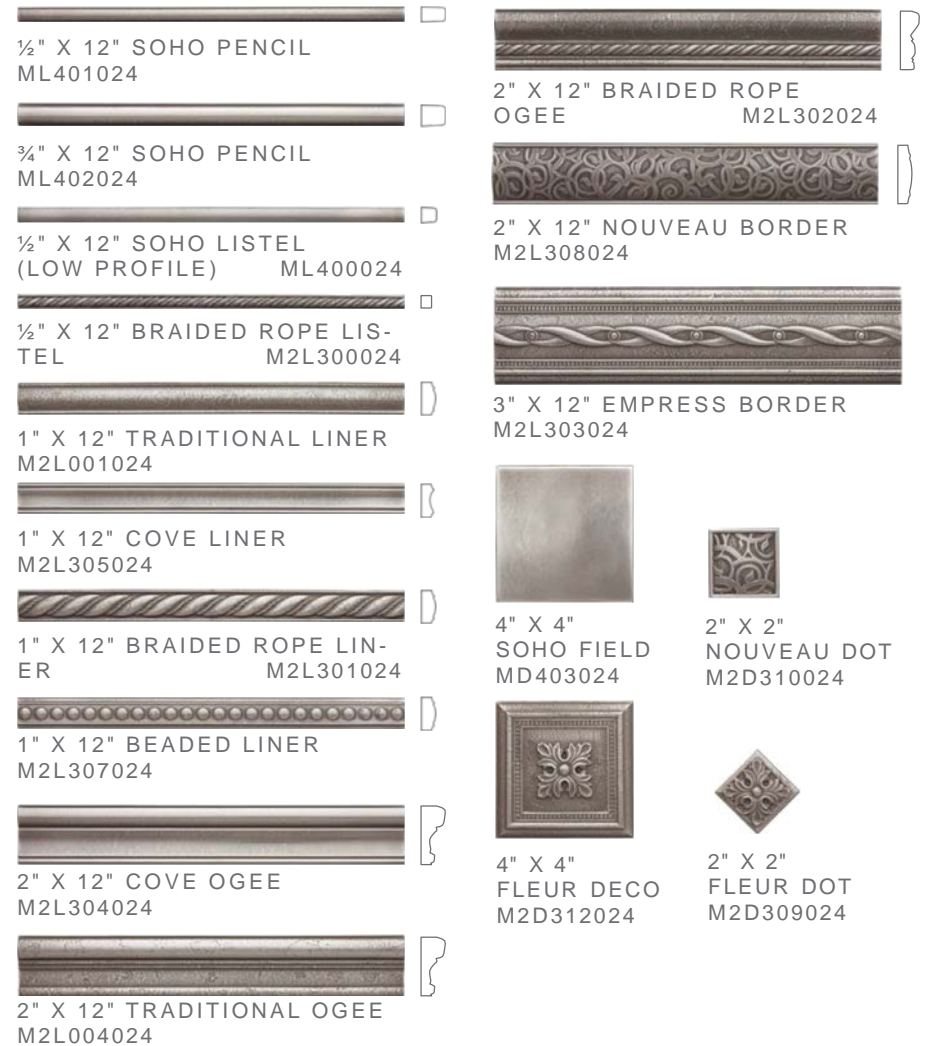 ½" X 12" SOHO PENCIL
ML401024
¾" X 12" SOHO PENCIL
ML402024
½" X 12" SOHO LISTEL
(LOW PROFILE) ML400024
½" X 12" BRAIDED ROPE LIS-
TEL M2L300024
1" X 12" TRADITIONAL LINER
M2L001024
1" X 12" COVE LINER
M2L305024
1" X 12" BRAIDED ROPE LIN-
ER M2L301024
1" X 12" BEADED LINER
M2L307024
2" X 12" COVE OGEE
M2L304024
2" X 12" TRADITIONAL OGEE
M2L004024
2" X 12" BRAIDED ROPE
OGEE M2L302024
2" X 12" NOUVEAU BORDER
M2L308024
3" X 12" EMPRESS BORDER
M2L303024
4" X 4"
SOHO FIELD
MD403024
2" X 2"
NOUVEAU DOT
M2D310024
4" X 4"
FLEUR DECO
M2D312024
2" X 2"
FLEUR DOT
M2D309024